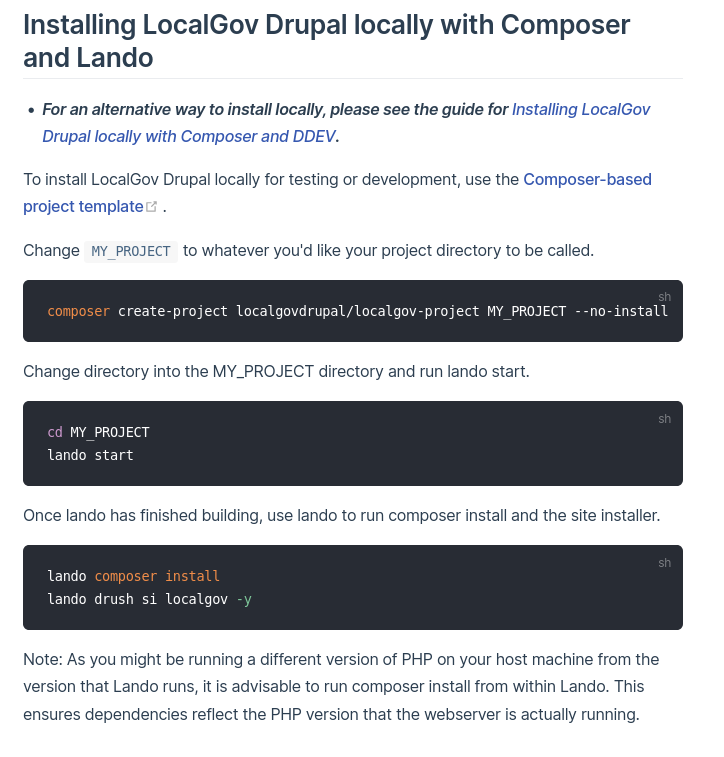 Installing LocalGov Drupal locally with Composer
and Lando
• For an alternative way to install locally, please see the guide for Installing LocalGov
Drupal locally with Composer and DDEV.
To install LocalGov Drupal locally for testing or development, use the Composer-based
project template .
Change MY_PROJECT to whatever you'd like your project directory to be called.
sh
composer create-project localgovdrupal/localgov-project MY_PROJECT --no-install
Change directory into the MY_PROJECT directory and run lando start.
sh
cd MY_PROJECT
lando start
Once lando has finished building, use lando to run composer install and the site installer.
sh
lando composer install
lando drush si localgov -y
Note: As you might be running a different version of PHP on your host machine from the
version that Lando runs, it is advisable to run composer install from within Lando. This
ensures dependencies reflect the PHP version that the webserver is actually running.